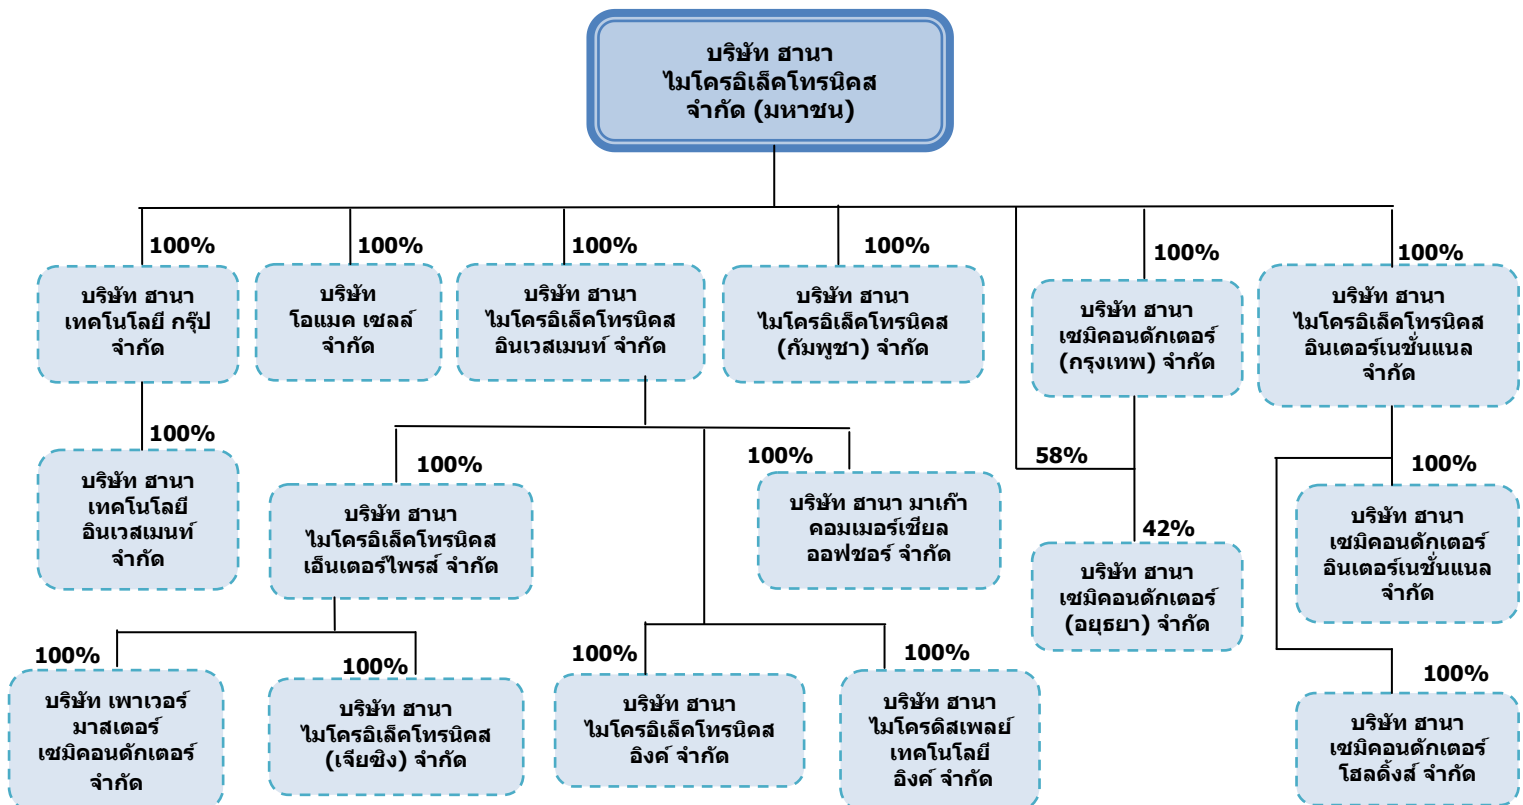 บริษัท ฮานา
ไมโครอิเล็คโทรนิคส
จำกัด (มหาชน)
100%
100%
100%
100%
100%
100%
บริษัท ฮานา
เทคโนโลยี กรุ๊ป
จำกัด
บริษัท
โอแมค เซลล์
จำกัด
บริษัท ฮานา
ไมโครอิเล็คโทรนิคส
อินเวสเมนท์ จำกัด
บริษัท ฮานา
ไมโครอิเล็คโทรนิคส
(กัมพูชา) จำกัด
บริษัท ฮานา
เซมิคอนดักเตอร์
(กรุงเทพ) จำกัด
บริษัท ฮานา
ไมโครอิเล็คโทรนิคส
อินเตอร์เนชั่นแนล
จำกัด
100%
100%
100%
58%
100%
บริษัท ฮานา
เทคโนโลยี
อินเวสเมนท์
จำกัด
บริษัท ฮานา
ไมโครอิเล็คโทรนิคส
เอ็นเตอร์ไพรส์ จำกัด
บริษัท ฮานา มาเก๊า
คอมเมอร์เชียล
ออฟชอร์ จำกัด
42%
บริษัท ฮานา
เซมิคอนดักเตอร์
(อยุธยา) จำกัด
บริษัท ฮานา
เซมิคอนดักเตอร์
อินเตอร์เนชั่นแนล
จำกัด
100%
100%
100%
100%
100%
บริษัท เพาเวอร์
มาสเตอร์
เซมิคอนดักเตอร์
จำกัด
บริษัท ฮานา
ไมโครอิเล็คโทรนิคส
(เจียซิง) จำกัด
บริษัท ฮานา
ไมโครอิเล็คโทรนิคส
อิงค์ จำกัด
บริษัท ฮานา
ไมโครดิสเพลย์
เทคโนโลยี
อิงค์ จำกัด
บริษัท ฮานา
เซมิคอนดักเตอร์
โฮลดิ้งส์ จำกัด